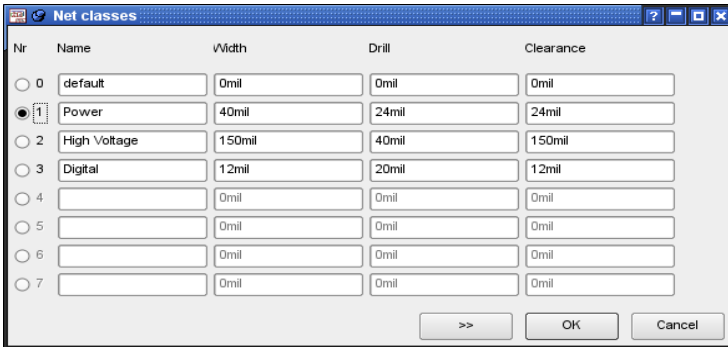 Net classes
Nr Name Width Drill Clearance
0 default 0mil 0mil 0mil
1 Power 40mil 24mil 24mil
2 High Voltage 150mil 40mil 150mil
3 Digital 12mil 20mil 12mil
4 0mil 0mil 0mil
5 0mil 0mil 0mil
6 0mil 0mil 0mil
7 0mil 0mil 0mil
>> OK Cancel